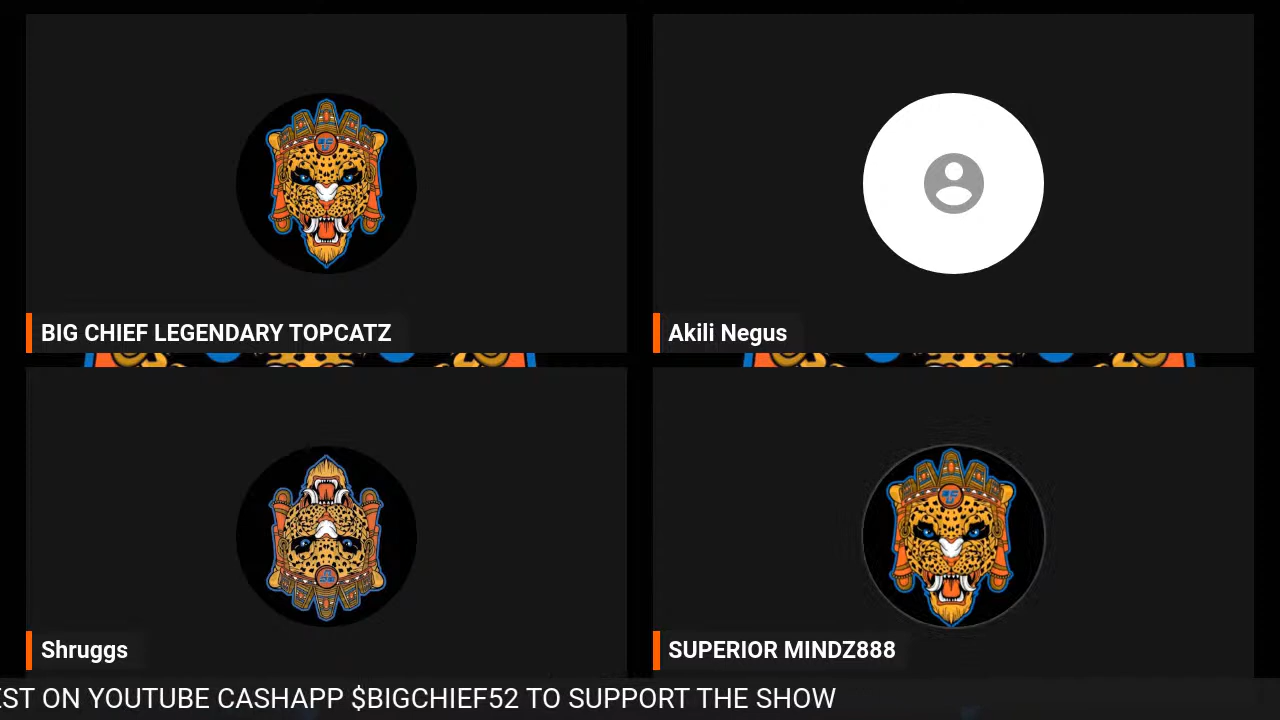 BIG CHIEF LEGENDARY TOPCATZ
Akili Negus
Shruggs
SUPERIOR MINDZ888
EST ON YOUTUBE CASHAPP $BIGCHIEF52 TO SUPPORT THE SHOW